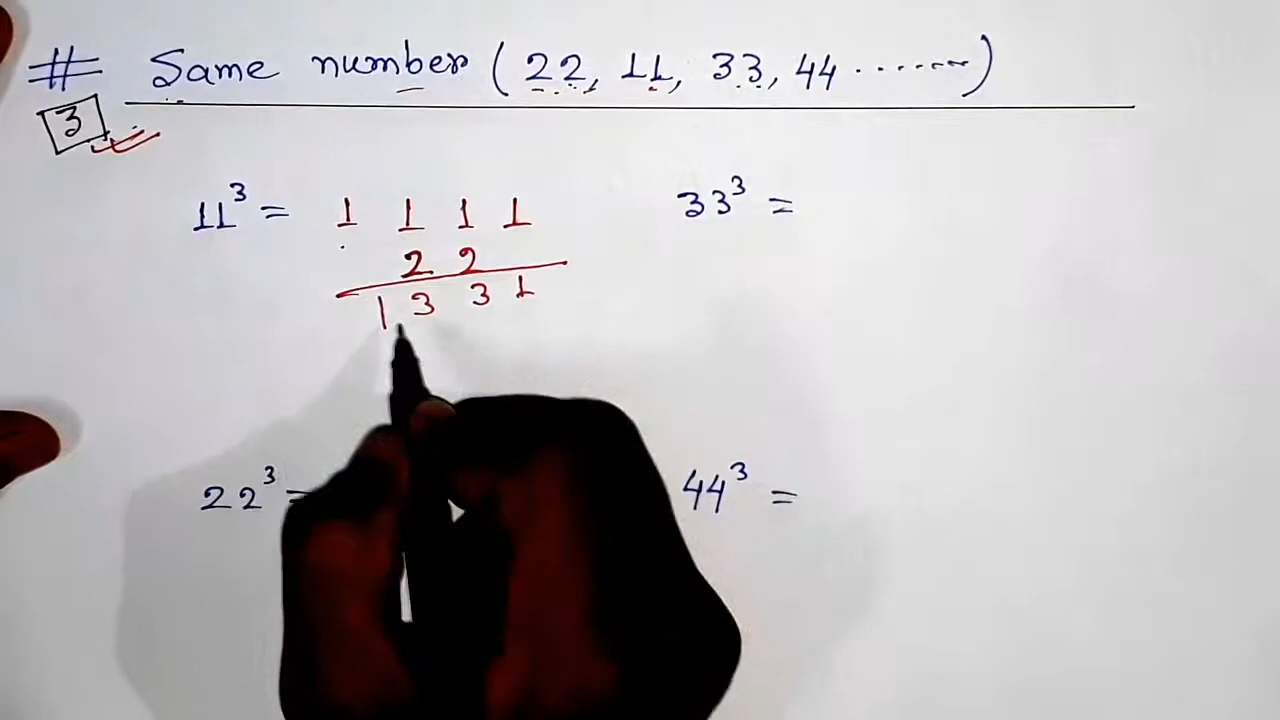 # Same number (22, 11, 33, 44 .......)
3
11³ = 1 1 1 1
2 2
1 3 3 1
33³ =
22³ =
44³ =